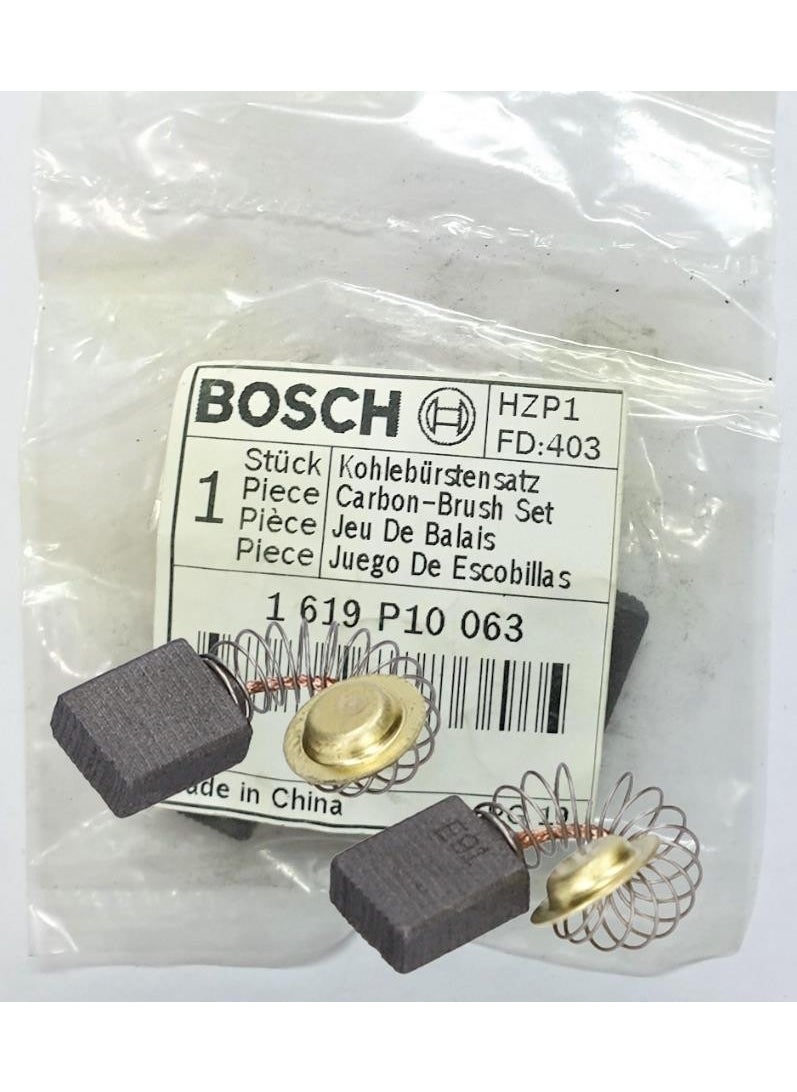 BOSCH
HZP1
FD:403
1
Stück
Piece
Pièce
Piece
Kohlebürstensatz
Carbon-Brush Set
Jeu De Balais
Juego De Escobillas
1 619 P10 063
in China
E91